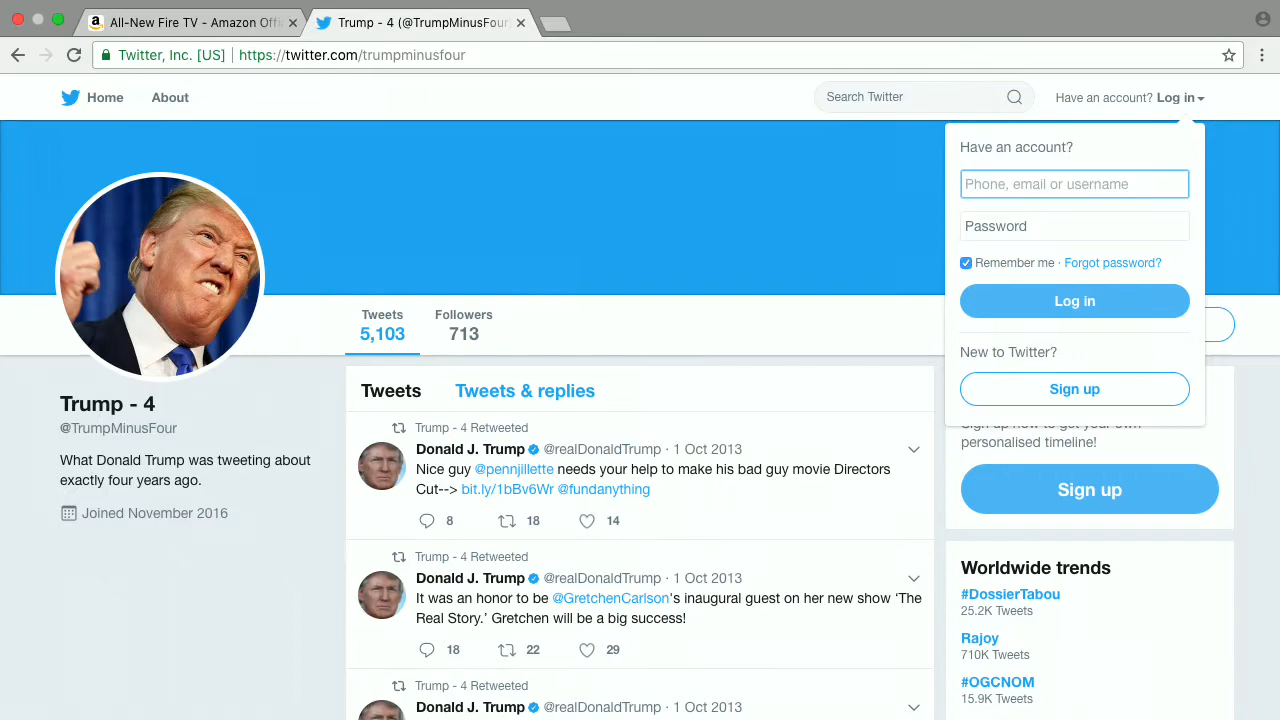 All-New Fire TV - Amazon Offi
Trump - 4 (@TrumpMinusFour)
Twitter, Inc. [US] | https://twitter.com/trumpminusfour
Home
About
Search Twitter
Have an account? Log in
Have an account?
Phone, email or username
Password
Remember me · Forgot password?
Log in
New to Twitter?
Sign up
Tweets
5,103
Followers
713
Trump - 4
@TrumpMinusFour
What Donald Trump was tweeting about
exactly four years ago.
Joined November 2016
Tweets
Tweets & replies
Trump - 4 Retweeted
Donald J. Trump @realDonaldTrump · 1 Oct 2013
Nice guy @pennjillette needs your help to make his bad guy movie Directors
Cut--> bit.ly/1bBv6Wr @fundanything
8
18
14
Trump - 4 Retweeted
Donald J. Trump @realDonaldTrump · 1 Oct 2013
It was an honor to be @GretchenCarlson's inaugural guest on her new show ‘The
Real Story.’ Gretchen will be a big success!
18
22
29
Trump - 4 Retweeted
Donald J. Trump @realDonaldTrump · 1 Oct 2013
Sign up now to get your own
personalised timeline!
Sign up
Worldwide trends
#DossierTabou
25.2K Tweets
Rajoy
710K Tweets
#OGCNOM
15.9K Tweets